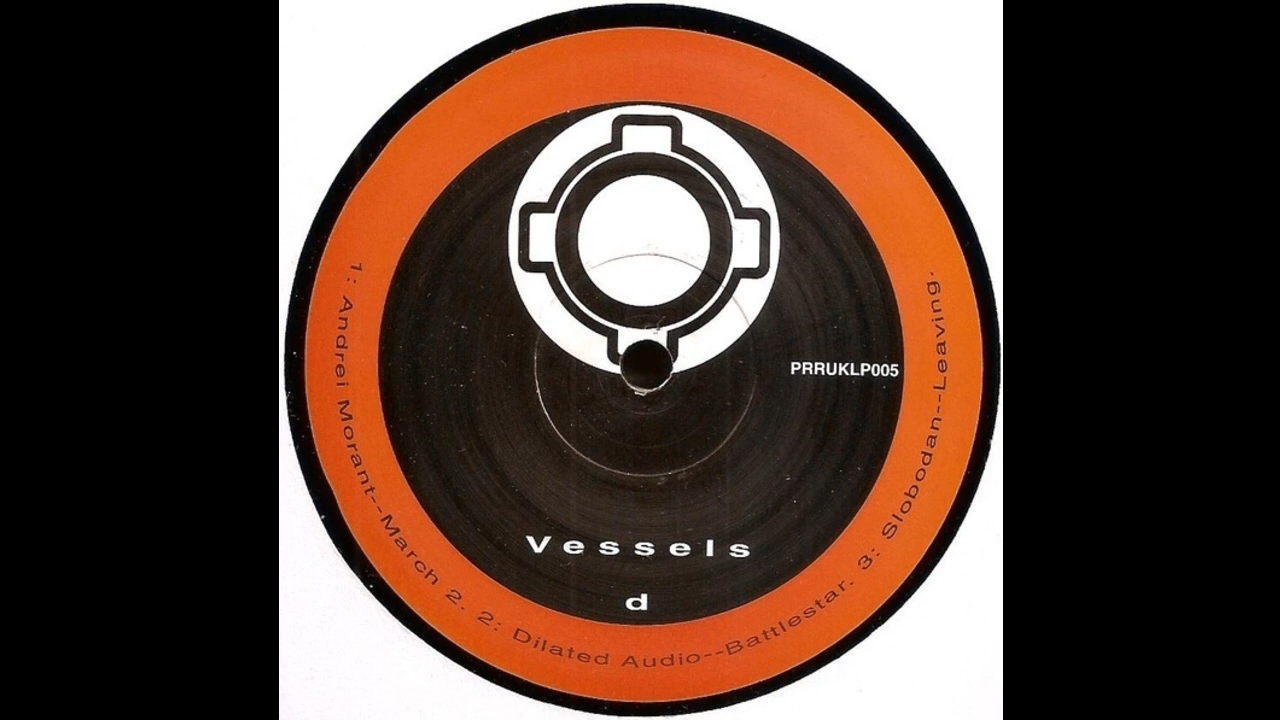 PRRUKLP005
Vessels
d
1: Andrei Morant--March 2. 2: Dilated Audio--Battlestar. 3: Slobodan--Leaving.